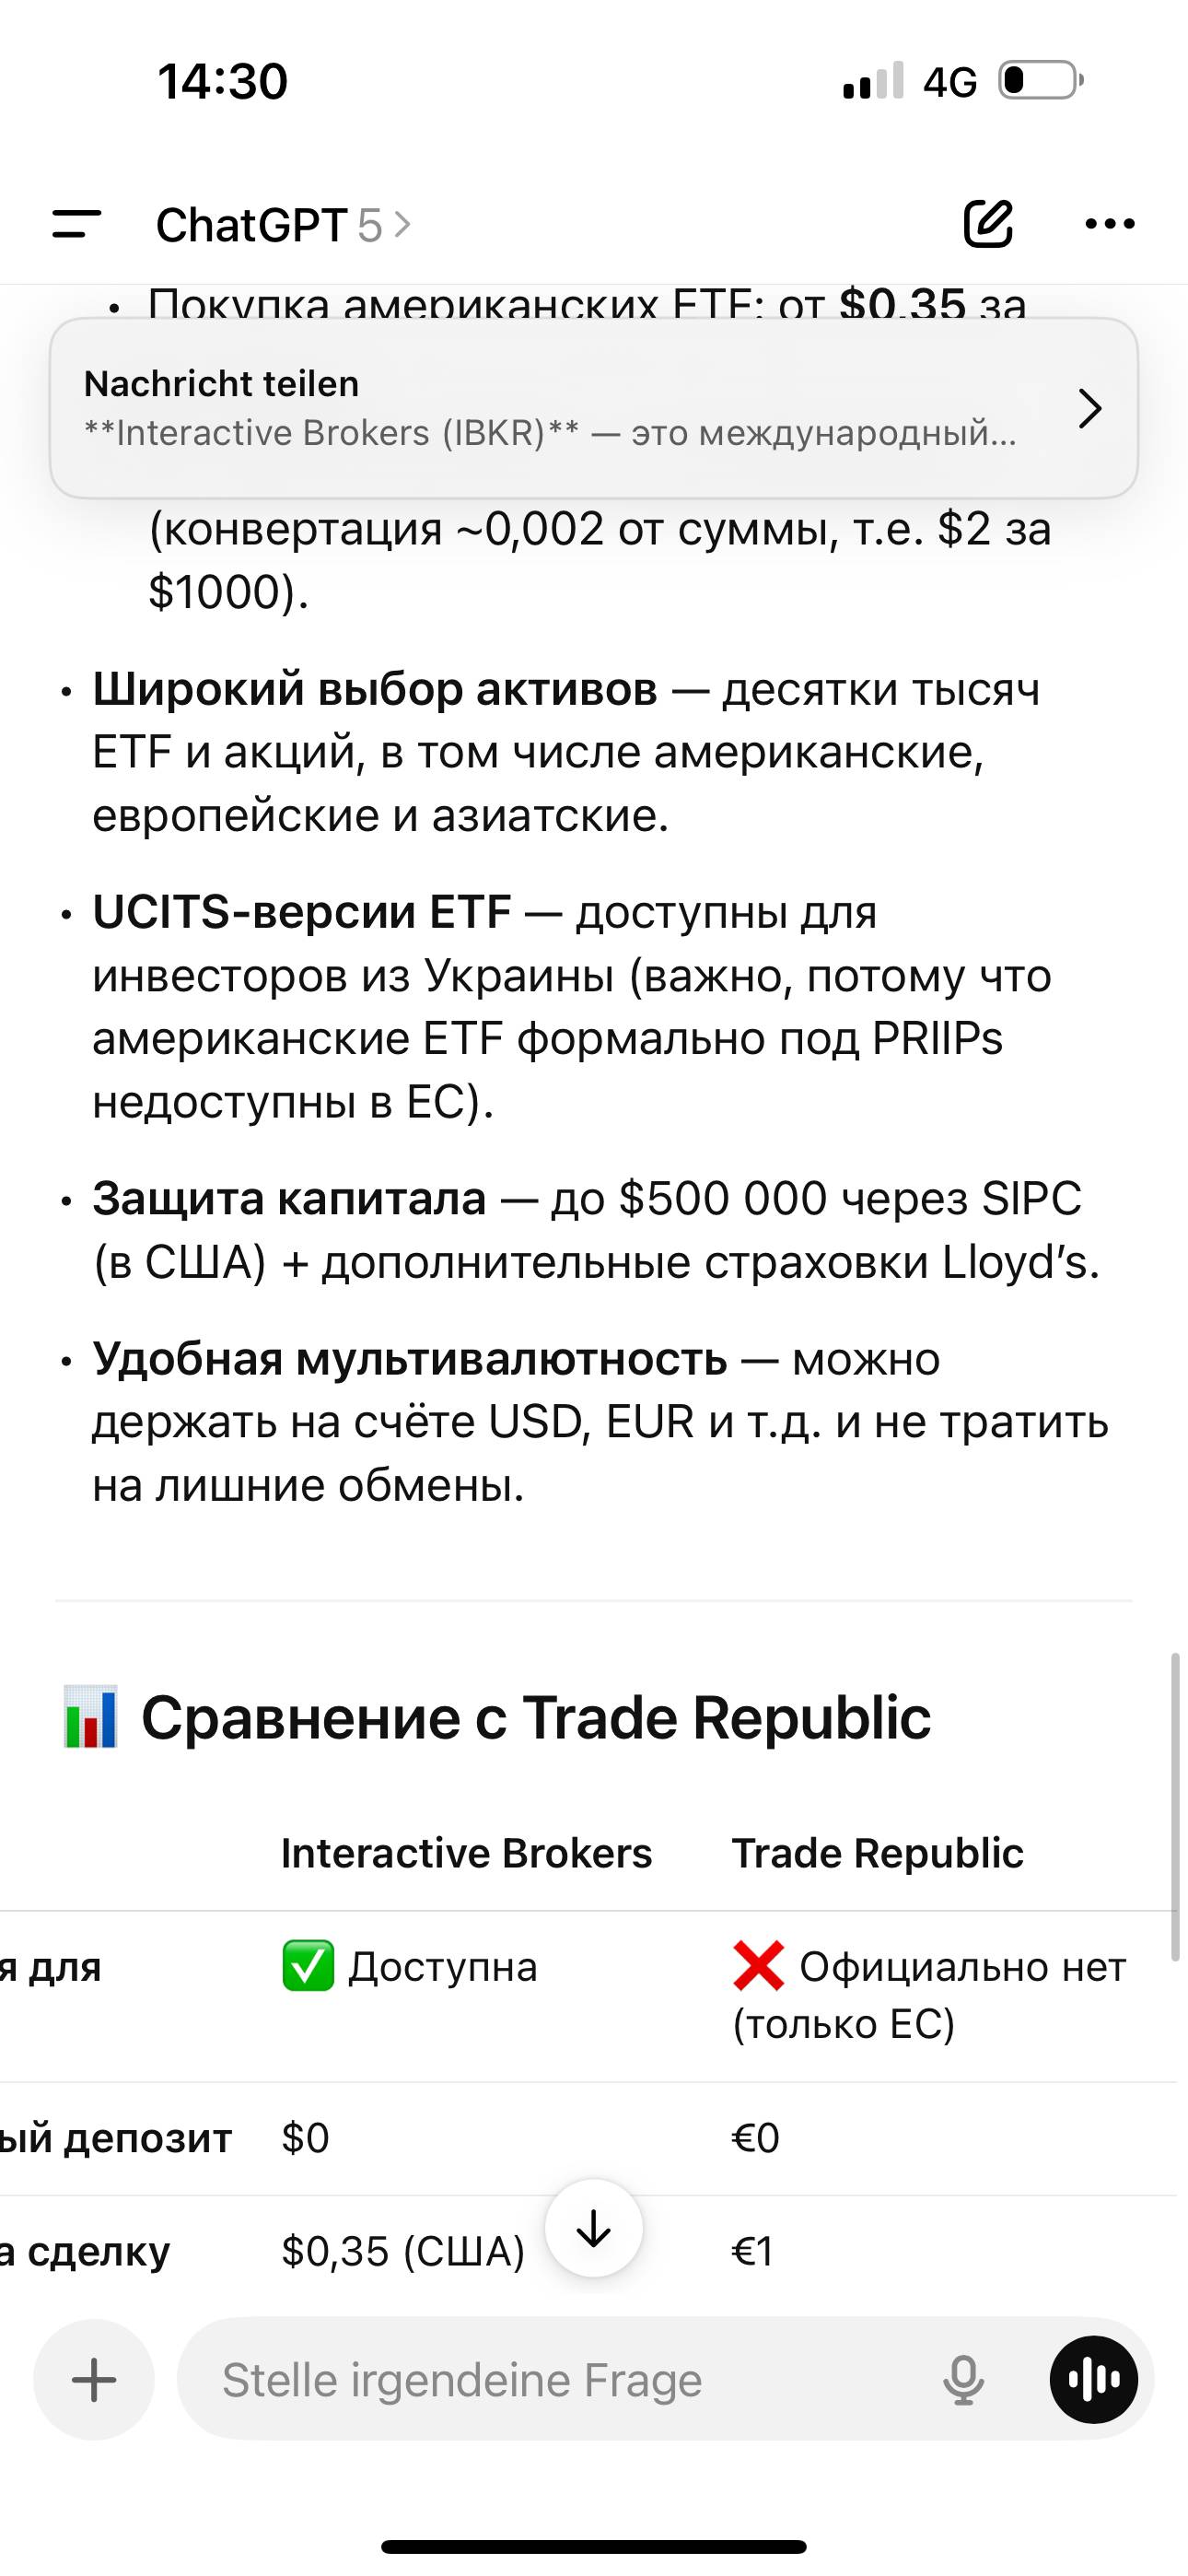 14:30
4G
ChatGPT 5
• Покупка американских ETF: от $0,35 за
Nachricht teilen
**Interactive Brokers (IBKR)** — это международный...
(конвертация ~0,002 от суммы, т.е. $2 за
$1000).
• Широкий выбор активов — десятки тысяч
ETF и акций, в том числе американские,
европейские и азиатские.
• UCITS-версии ETF — доступны для
инвесторов из Украины (важно, потому что
американские ETF формально под PRIIPs
недоступны в ЕС).
• Защита капитала — до $500 000 через SIPC
(в США) + дополнительные страховки Lloyd’s.
• Удобная мультивалютность — можно
держать на счёте USD, EUR и т.д. и не тратить
на лишние обмены.
📊 Сравнение с Trade Republic
Interactive Brokers Trade Republic
я для ✅ Доступна ❌ Официально нет
(только ЕС)
ый депозит $0 €0
а сделку $0,35 (США) €1
Stelle irgendeine Frage